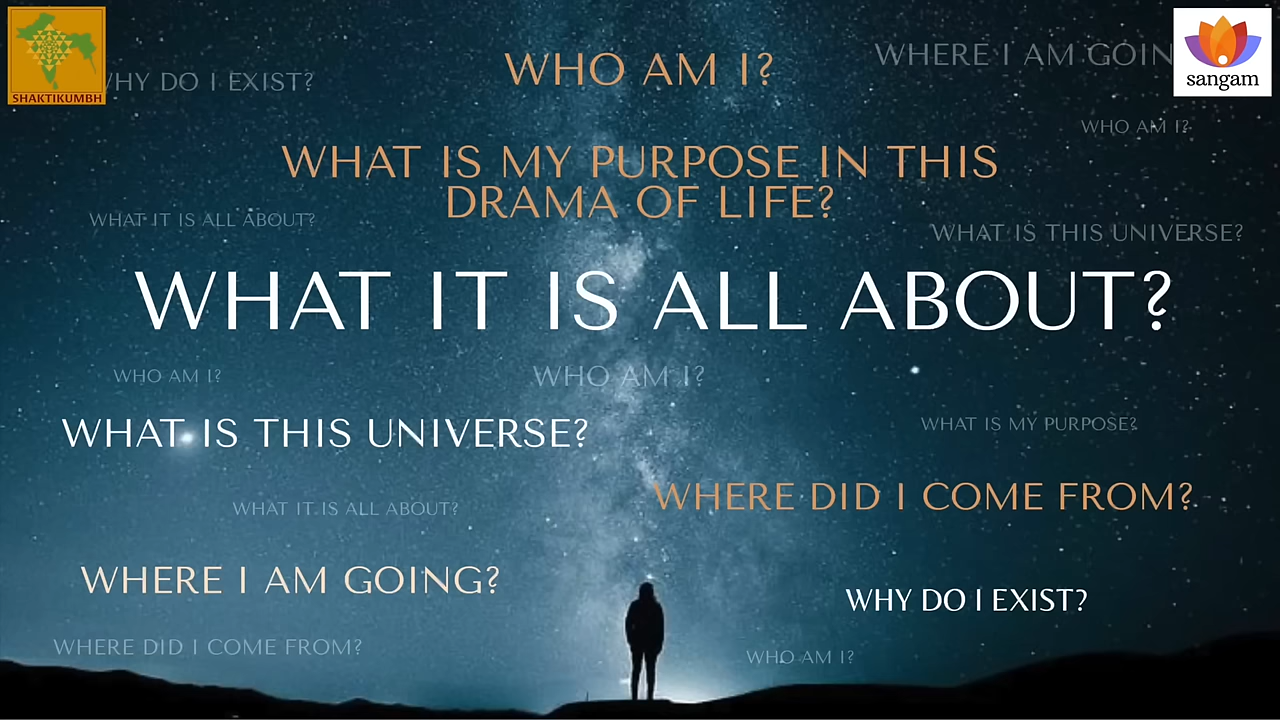 WHO AM I?
WHERE I AM GOIN
WHY DO I EXIST?
SHAKTIKUMBH
sangam
WHO AM I?
WHAT IS MY PURPOSE IN THIS
DRAMA OF LIFE?
WHAT IT IS ALL ABOUT?
WHAT IS THIS UNIVERSE?
WHAT IT IS ALL ABOUT?
WHO AM I?
WHO AM I?
WHAT IS THIS UNIVERSE?
WHAT IS MY PURPOSE?
WHERE DID I COME FROM?
WHAT IT IS ALL ABOUT?
WHERE I AM GOING?
WHY DO I EXIST?
WHERE DID I COME FROM?
WHO AM I?